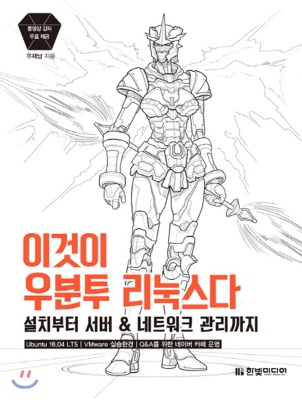 동영상 강좌
무료 제공
우재남 지음
이것이
우분투 리눅스다
설치부터 서버 & 네트워크 관리까지
Ubuntu 16.04 LTS | VMware 실습환경 | Q&A를 위한 네이버 카페 운영
한빛미디어